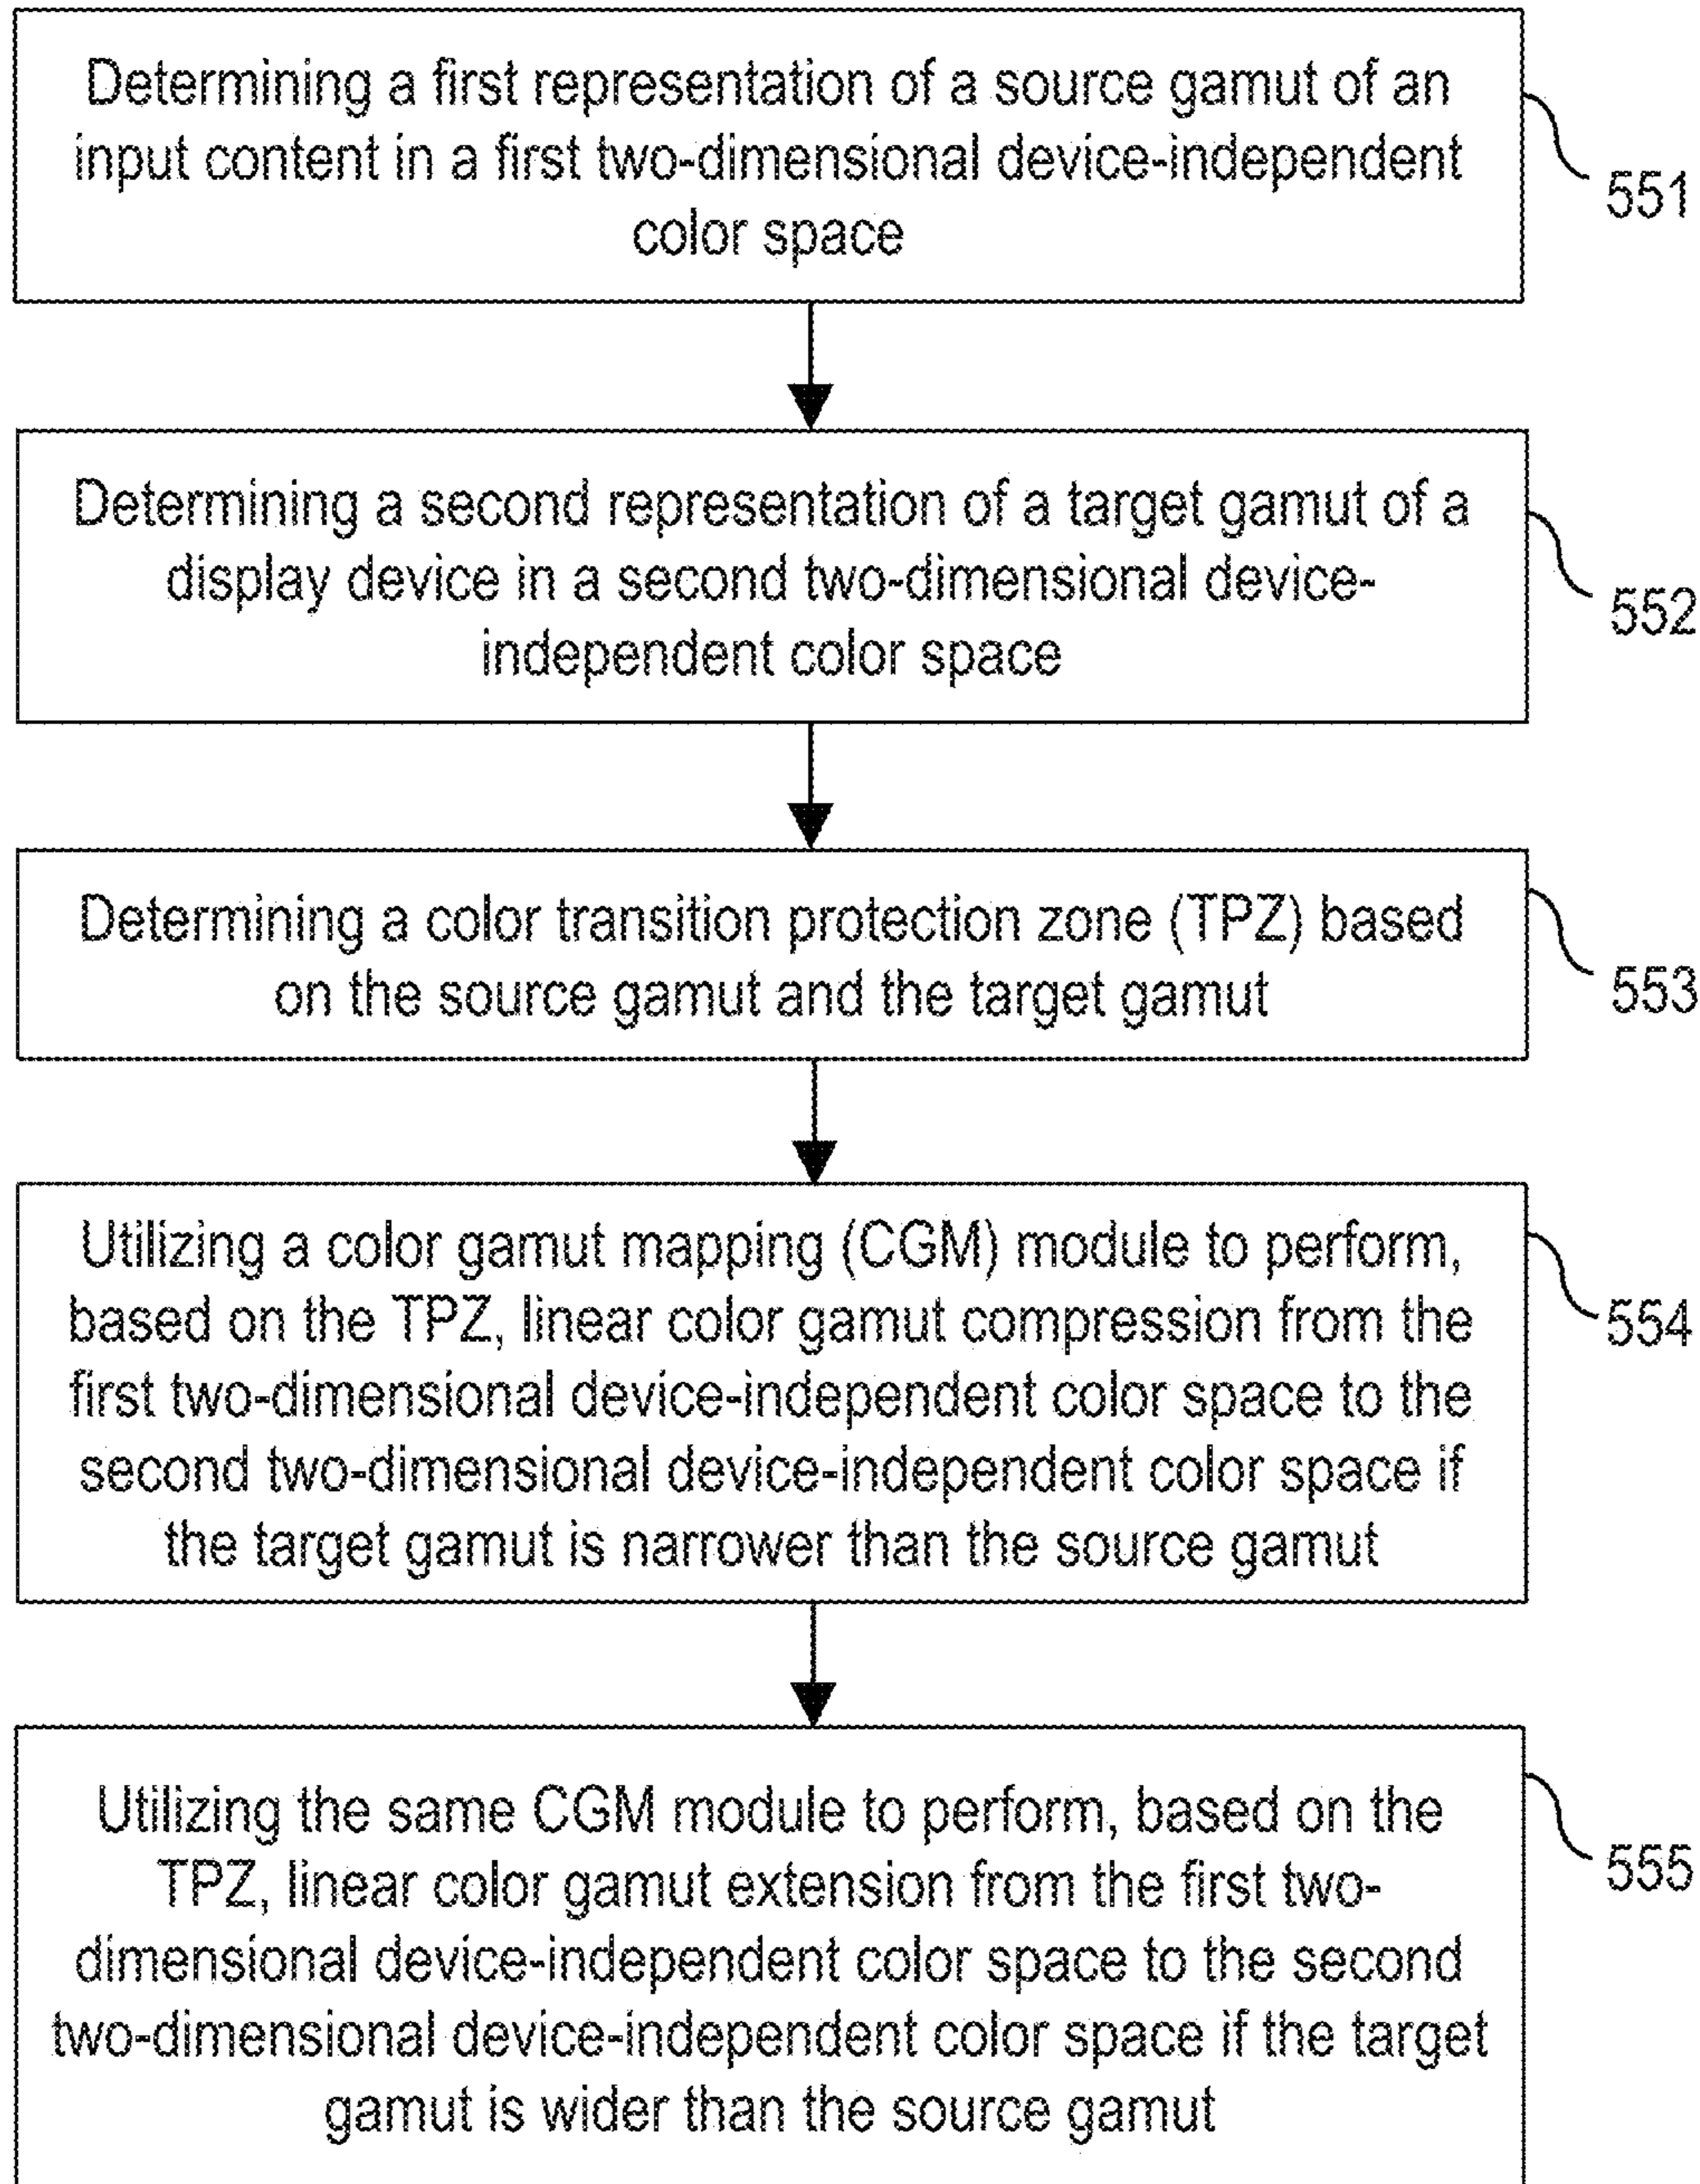 Determining a first representation of a source gamut of an
input content in a first two-dimensional device-independent
color space
551
Determining a second representation of a target gamut of a
display device in a second two-dimensional device-
independent color space
552
Determining a color transition protection zone (TPZ) based
on the source gamut and the target gamut
553
Utilizing a color gamut mapping (CGM) module to perform,
based on the TPZ, linear color gamut compression from the
first two-dimensional device-independent color space to the
second two-dimensional device-independent color space if
the target gamut is narrower than the source gamut
554
Utilizing the same CGM module to perform, based on the
TPZ, linear color gamut extension from the first two-
dimensional device-independent color space to the second
two-dimensional device-independent color space if the target
gamut is wider than the source gamut
555